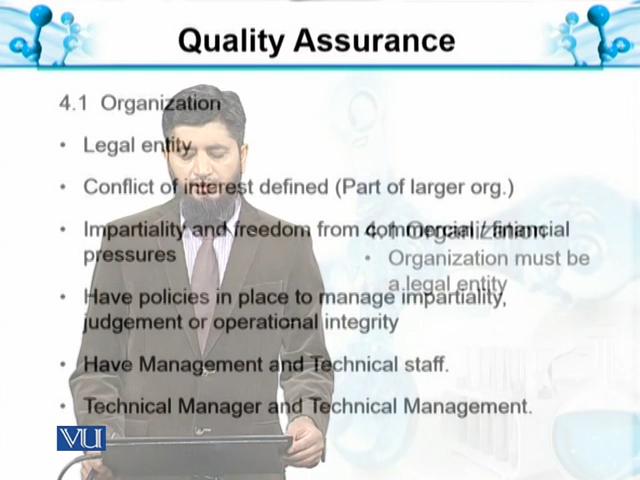 Quality Assurance
4.1 Organization
• Legal entity
• Conflict of interest defined (Part of larger org.)
• Impartiality and freedom from commercial / financial
pressures
• Have policies in place to manage impartiality,
judgement or operational integrity
• Have Management and Technical staff.
• Technical Manager and Technical Management.
4.1 Organization
• Organization must be
a legal entity
VU